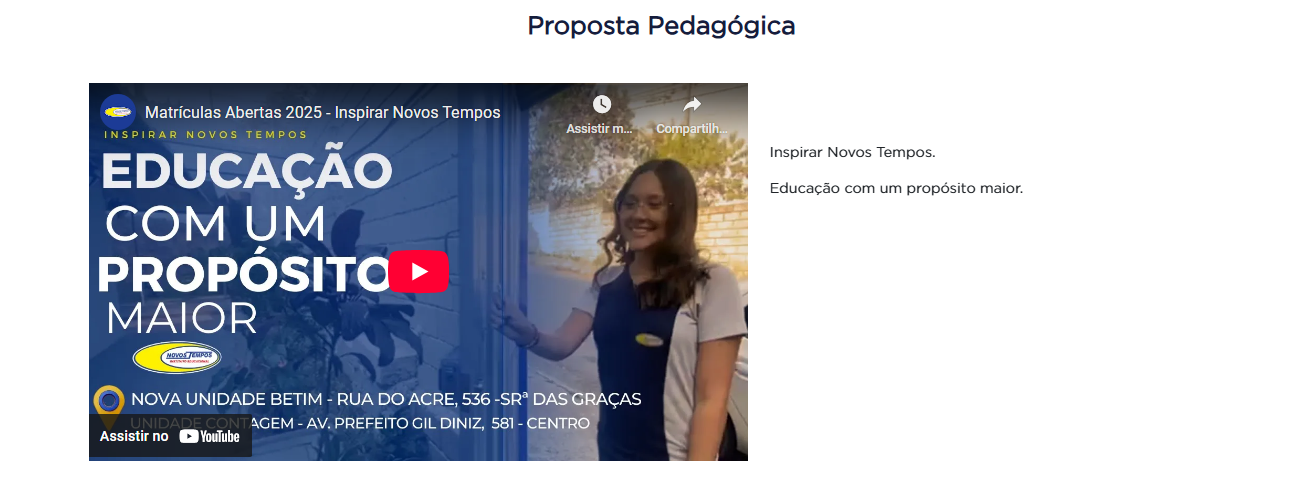 Proposta Pedagógica
Matrículas Abertas 2025 - Inspirar Novos Tempos
Assistir m...
Compartilh...
INSPIRAR NOVOS TEMPOS
EDUCAÇÃO
COM UM
PROPÓSITO
MAIOR
NOVOS TEMPOS
NOVA UNIDADE BETIM - RUA DO ACRE, 536 -SRª DAS GRAÇAS
UNIDADE CONTAGEM - AV. PREFEITO GIL DINIZ, 581 - CENTRO
Assistir no YouTube
Inspirar Novos Tempos.
Educação com um propósito maior.